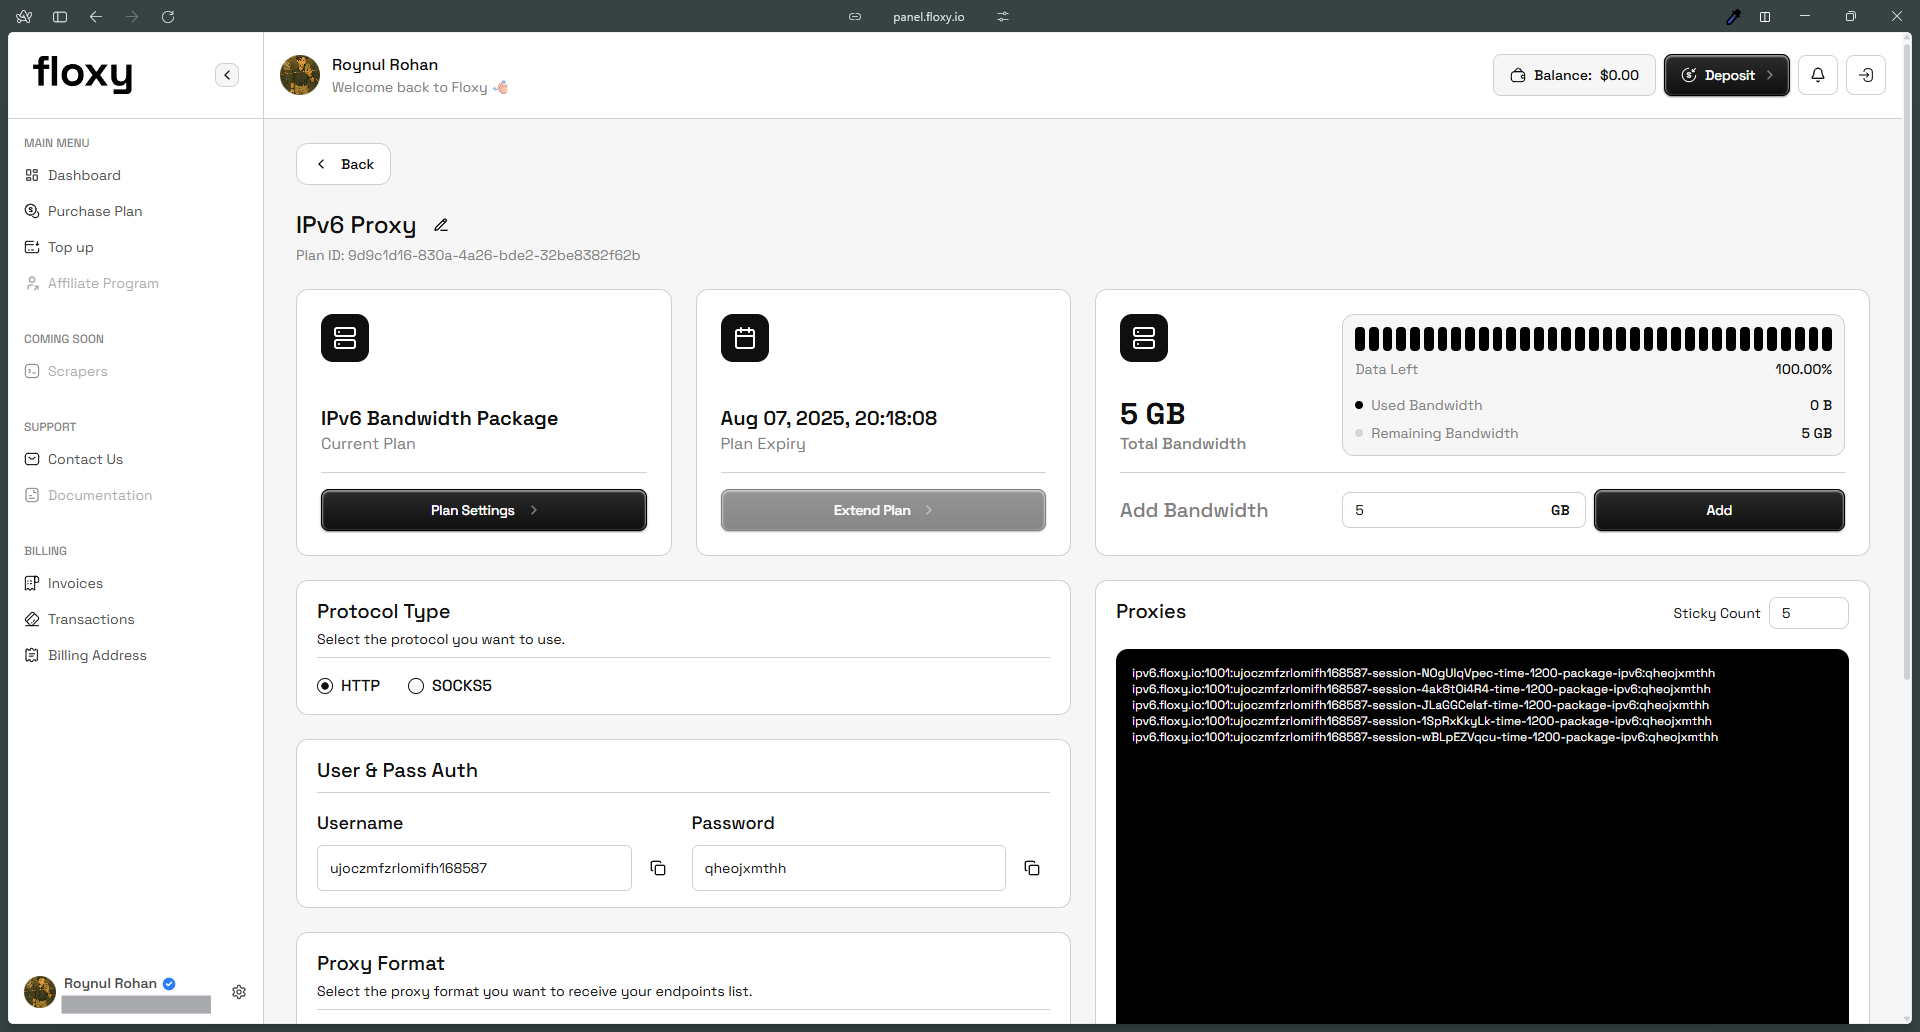 panel.floxy.io
floxy
Roynul Rohan
Welcome back to Floxy
Balance: $0.00
Deposit
MAIN MENU
Dashboard
Purchase Plan
Top up
Affiliate Program
COMING SOON
Scrapers
SUPPORT
Contact Us
Documentation
BILLING
Invoices
Transactions
Billing Address
Roynul Rohan
Back
IPv6 Proxy
Plan ID: 9d9c1d16-830a-4a26-bde2-32be8382f62b
IPv6 Bandwidth Package
Current Plan
Plan Settings
Aug 07, 2025, 20:18:08
Plan Expiry
Extend Plan
5 GB
Total Bandwidth
Data Left 100.00%
Used Bandwidth 0 B
Remaining Bandwidth 5 GB
Add Bandwidth
5 GB
Add
Protocol Type
Select the protocol you want to use.
HTTP SOCKS5
User & Pass Auth
Username Password
ujoczmfzrlomifh168587 qheojxmthh
Proxy Format
Select the proxy format you want to receive your endpoints list.
Proxies
Sticky Count 5
ipv6.floxy.io:1001:ujoczmfzrlomifh168587-session-N0gUlqVpec-time-1200-package-ipv6:qheojxmthh
ipv6.floxy.io:1001:ujoczmfzrlomifh168587-session-4ak8t0i4R4-time-1200-package-ipv6:qheojxmthh
ipv6.floxy.io:1001:ujoczmfzrlomifh168587-session-JLaGGCelaf-time-1200-package-ipv6:qheojxmthh
ipv6.floxy.io:1001:ujoczmfzrlomifh168587-session-1SpRxKkyLk-time-1200-package-ipv6:qheojxmthh
ipv6.floxy.io:1001:ujoczmfzrlomifh168587-session-wBLpEZVqcu-time-1200-package-ipv6:qheojxmthh